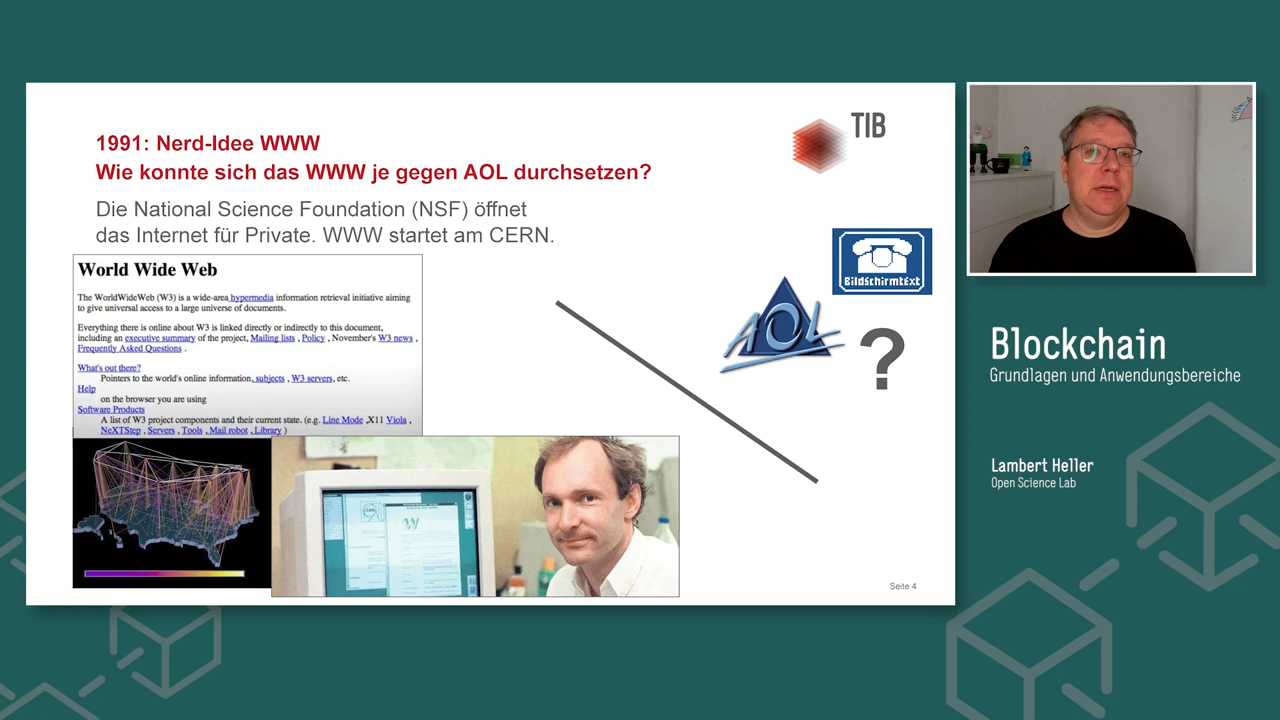 1991: Nerd-Idee WWW
Wie konnte sich das WWW je gegen AOL durchsetzen?
Die National Science Foundation (NSF) öffnet
das Internet für Private. WWW startet am CERN.
TIB
World Wide Web
The WorldWideWeb (W3) is a wide-area hypermedia information retrieval initiative aiming
to give universal access to a large universe of documents.
Everything there is online about W3 is linked directly or indirectly to this document,
including an executive summary of the project, Mailing lists , Policy , November's W3 news ,
Frequently Asked Questions .
What's out there?
Pointers to the world's online information, subjects , W3 servers, etc.
Help
on the browser you are using
Software Products
A list of W3 project components and their current state. (e.g. Line Mode ,X11 Viola ,
NeXTStep , Servers , Tools , Mail robot , Library )
Bildschirmtext
AOL
?
CERN
W
Seite 4
Blockchain
Grundlagen und Anwendungsbereiche
Lambert Heller
Open Science Lab